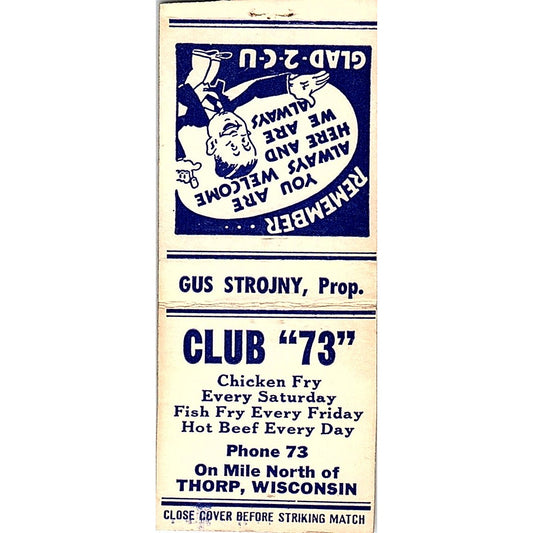 REMEMBER . . .
YOU ARE WELCOME
ALWAYS
HERE AND
WE ARE
ALWAYS
GLAD-2-C-U
GUS STROJNY, Prop.
CLUB "73"
Chicken Fry
Every Saturday
Fish Fry Every Friday
Hot Beef Every Day
Phone 73
On Mile North of
THORP, WISCONSIN
CLOSE COVER BEFORE STRIKING MATCH